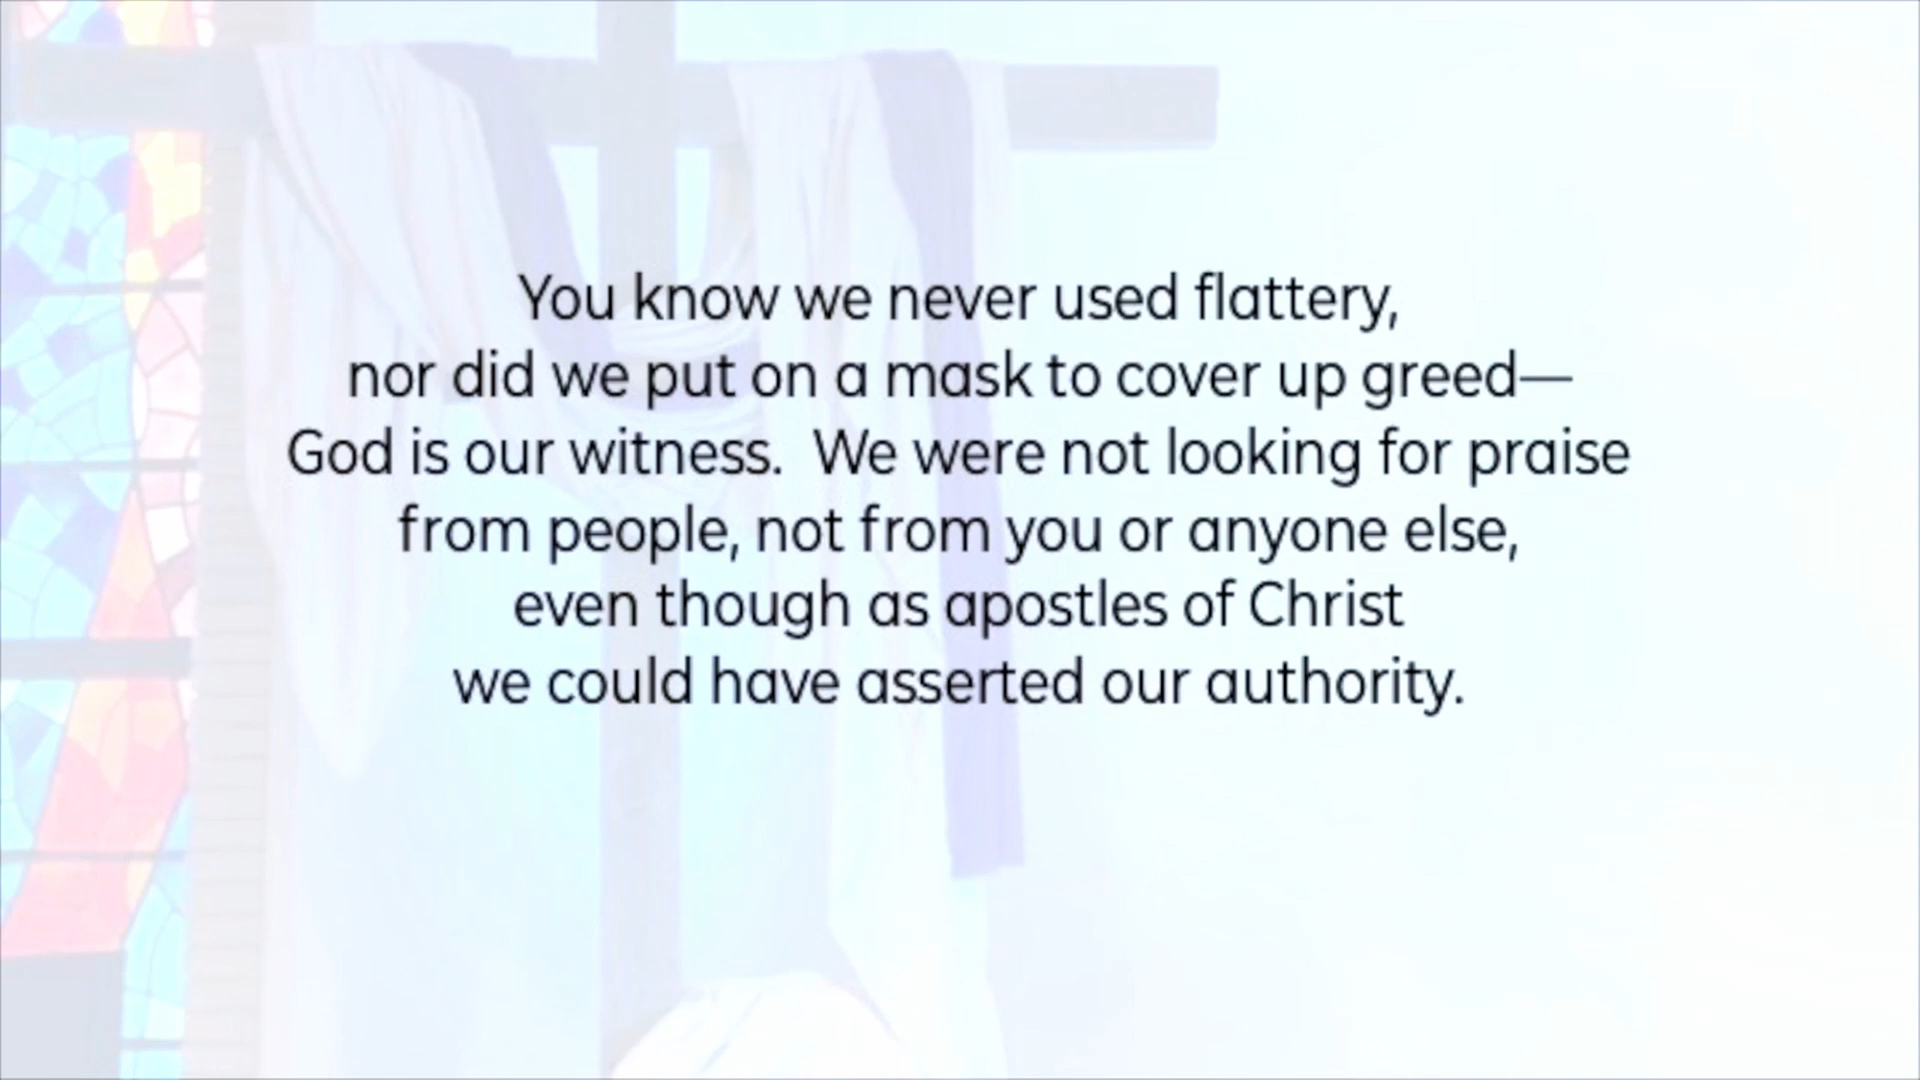 You know we never used flattery,
nor did we put on a mask to cover up greed—
God is our witness.  We were not looking for praise
from people, not from you or anyone else,
even though as apostles of Christ
we could have asserted our authority.